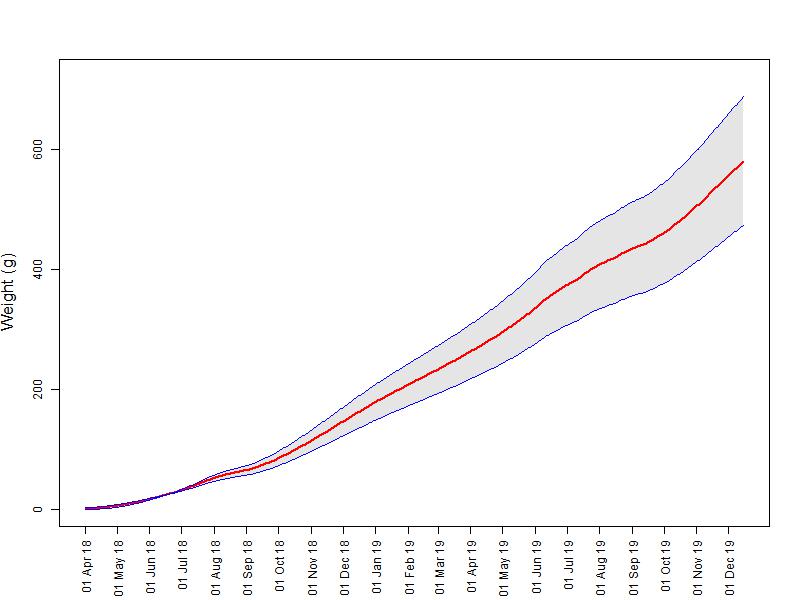 Weight (g)
600
400
200
0
01 Apr 18
01 May 18
01 Jun 18
01 Jul 18
01 Aug 18
01 Sep 18
01 Oct 18
01 Nov 18
01 Dec 18
01 Jan 19
01 Feb 19
01 Mar 19
01 Apr 19
01 May 19
01 Jun 19
01 Jul 19
01 Aug 19
01 Sep 19
01 Oct 19
01 Nov 19
01 Dec 19